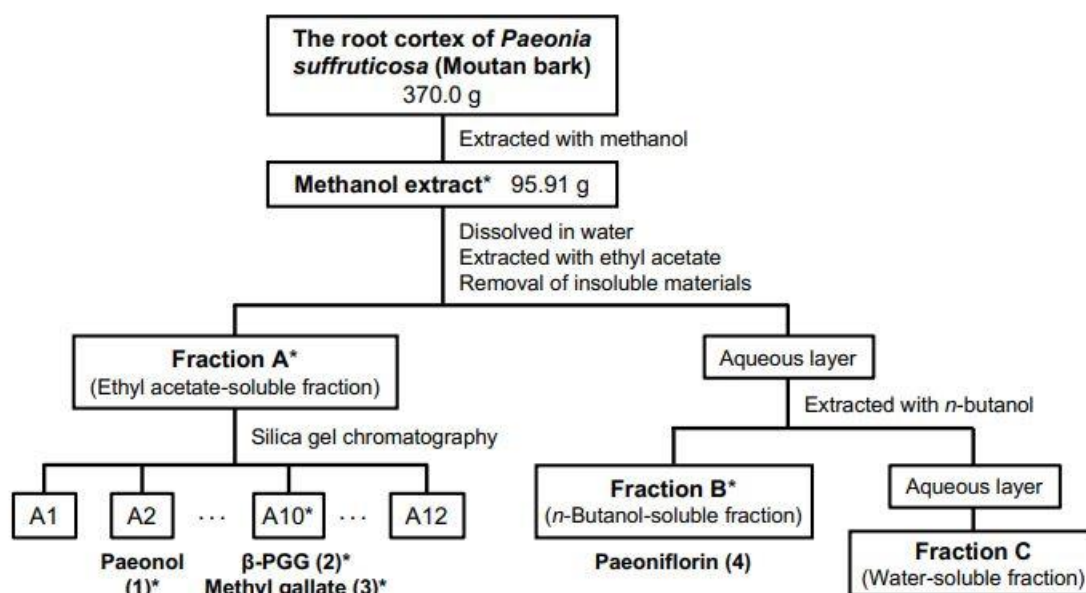 The root cortex of Paeonia
suffruticosa (Moutan bark)
370.0 g
Extracted with methanol
Methanol extract* 95.91 g
Dissolved in water
Extracted with ethyl acetate
Removal of insoluble materials
Fraction A*
(Ethyl acetate-soluble fraction)
Aqueous layer
Extracted with n-butanol
Silica gel chromatography
A1 A2 ... A10* ... A12
Paeonol
(1)*
β-PGG (2)*
Methyl gallate (3)*
Fraction B*
(n-Butanol-soluble fraction)
Paeoniflorin (4)
Aqueous layer
Fraction C
(Water-soluble fraction)